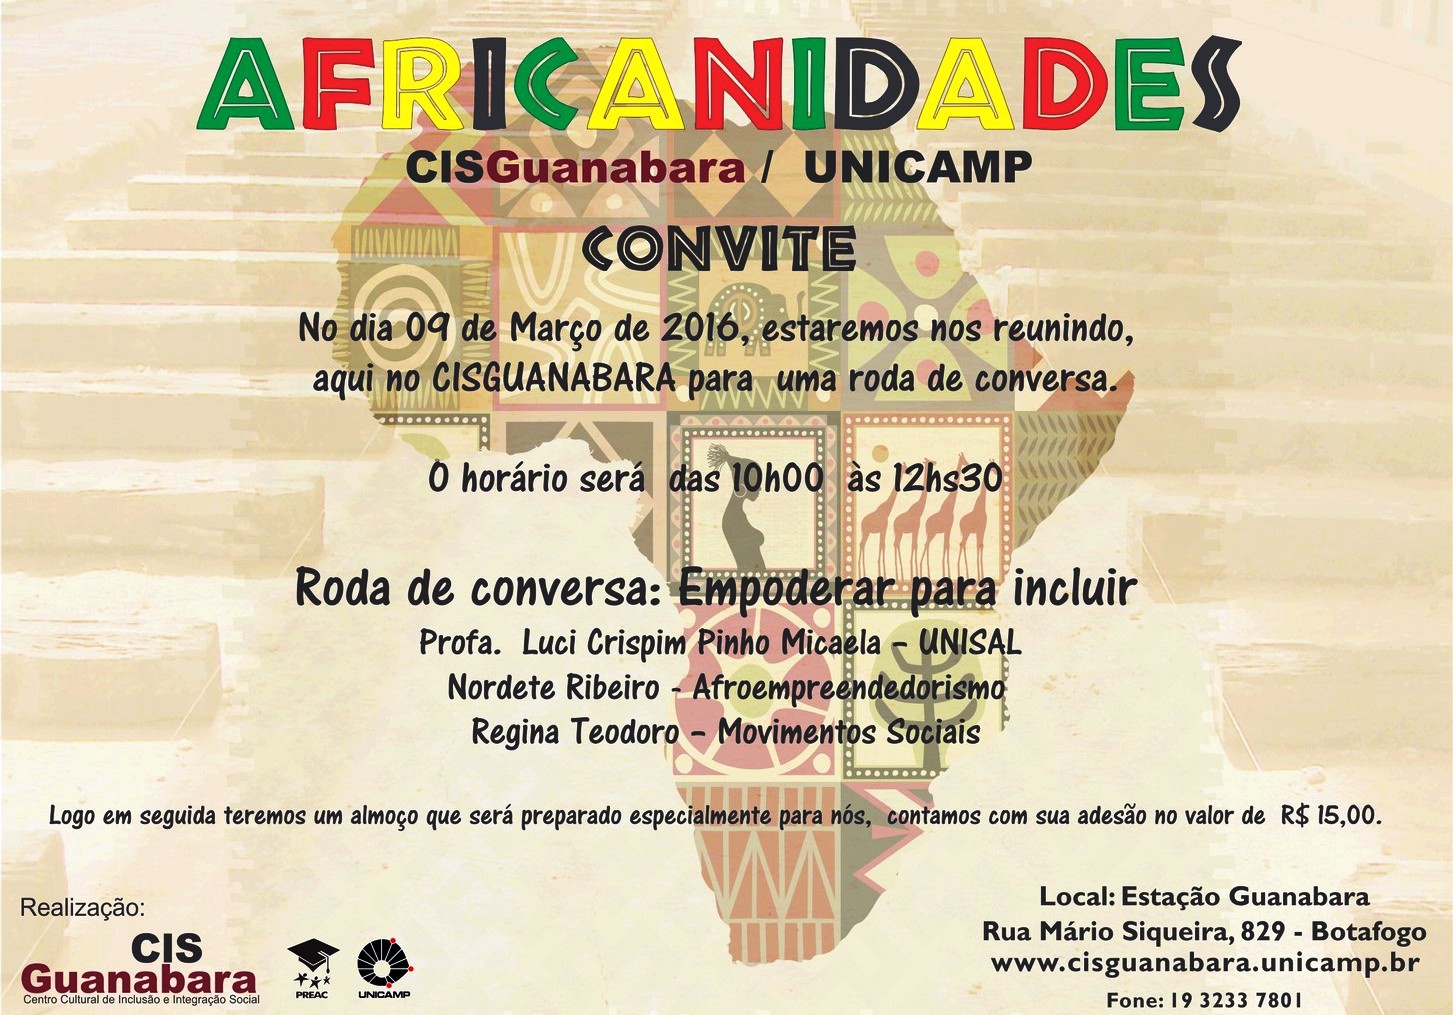 AFRICANIDADES
CISGuanabara / UNICAMP
CONVITE
No dia 09 de Março de 2016, estaremos nos reunindo,
aqui no CISGUANABARA para uma roda de conversa.
O horário será das 10h00 às 12hs30
Roda de conversa: Empoderar para incluir
Profa. Luci Crispim Pinho Micaela – UNISAL
Nordete Ribeiro - Afroempreendedorismo
Regina Teodoro – Movimentos Sociais
Logo em seguida teremos um almoço que será preparado especialmente para nós, contamos com sua adesão no valor de R$ 15,00.
Realização:
CIS
Guanabara
Centro Cultural de Inclusão e Integração Social
PREAC
UNICAMP
Local: Estação Guanabara
Rua Mário Siqueira, 829 - Botafogo
www.cisguanabara.unicamp.br
Fone: 19 3233 7801